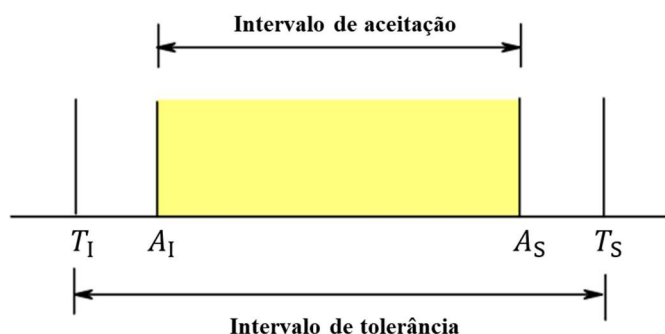 Intervalo de aceitação
T_I A_I A_S T_S
Intervalo de tolerância